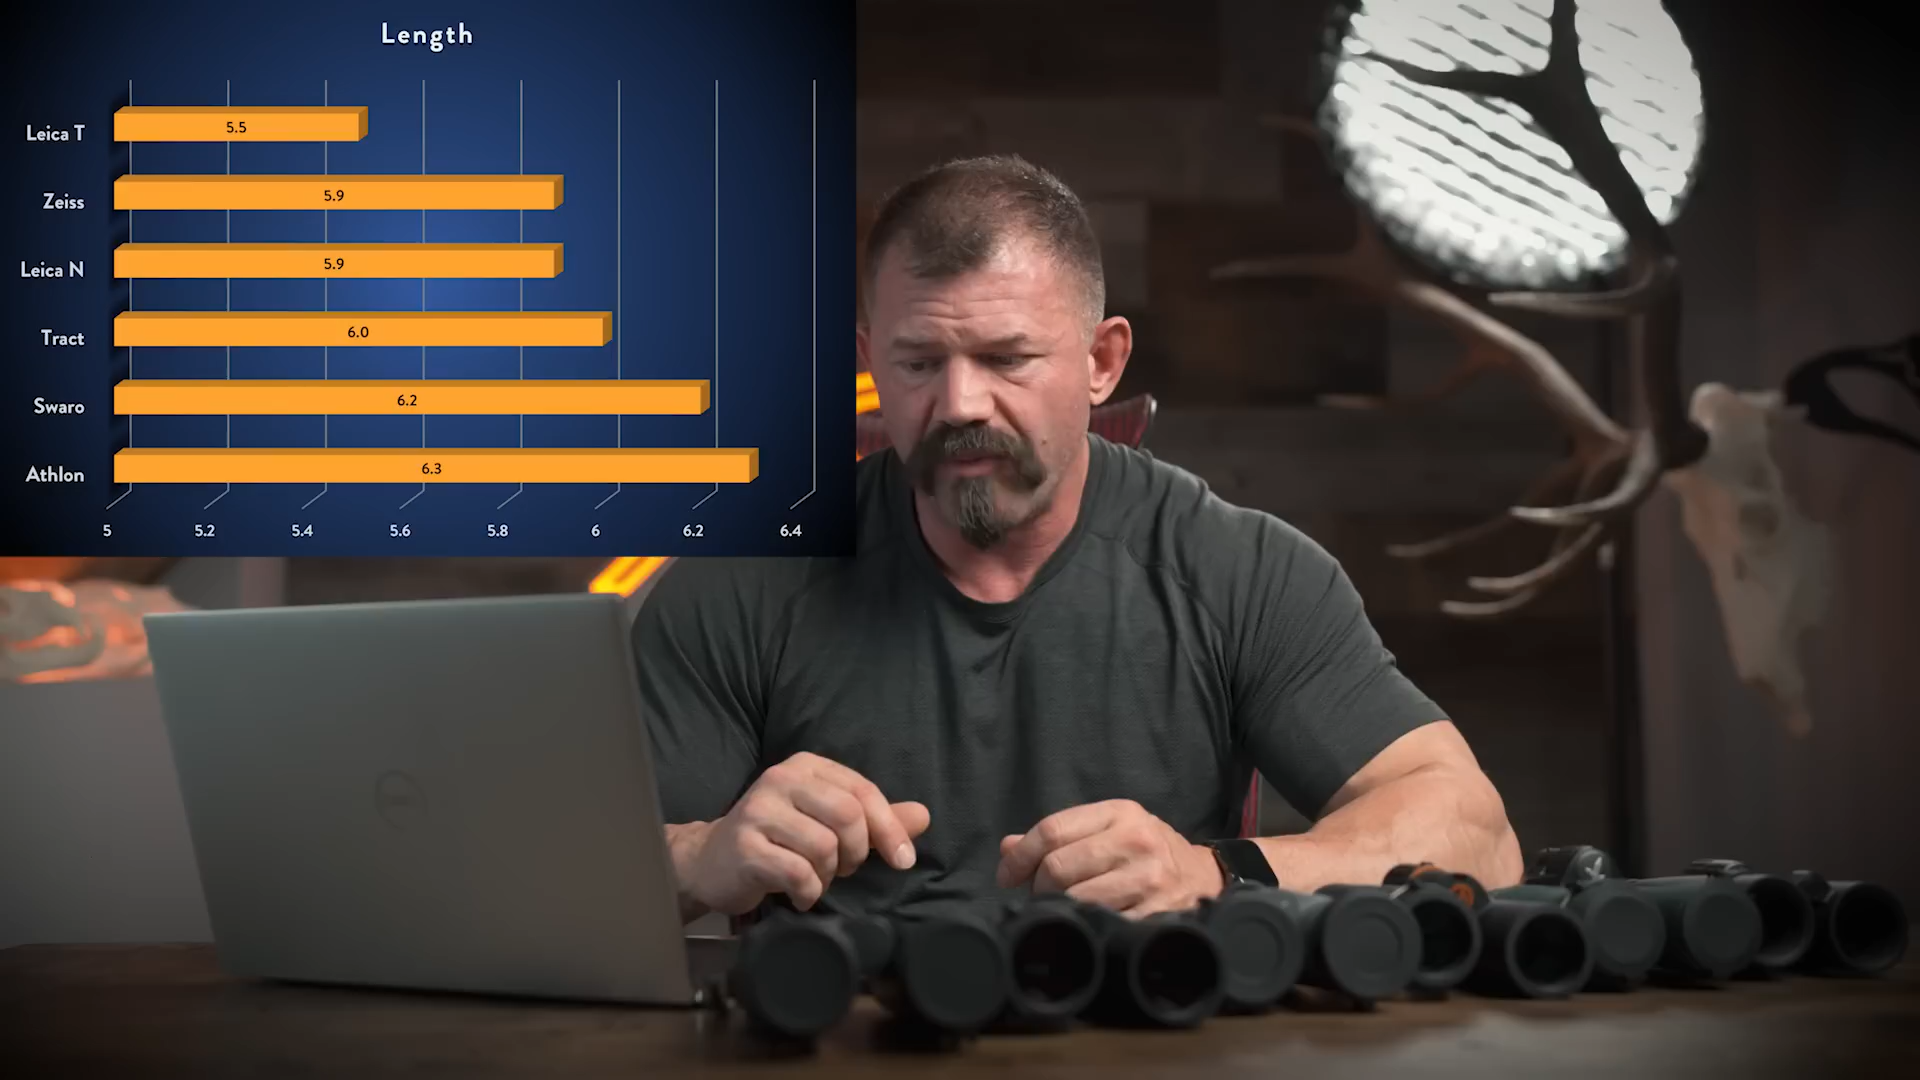 Length
Leica T 5.5
Zeiss 5.9
Leica N 5.9
Tract 6.0
Swaro 6.2
Athlon 6.3
5 5.2 5.4 5.6 5.8 6 6.2 6.4